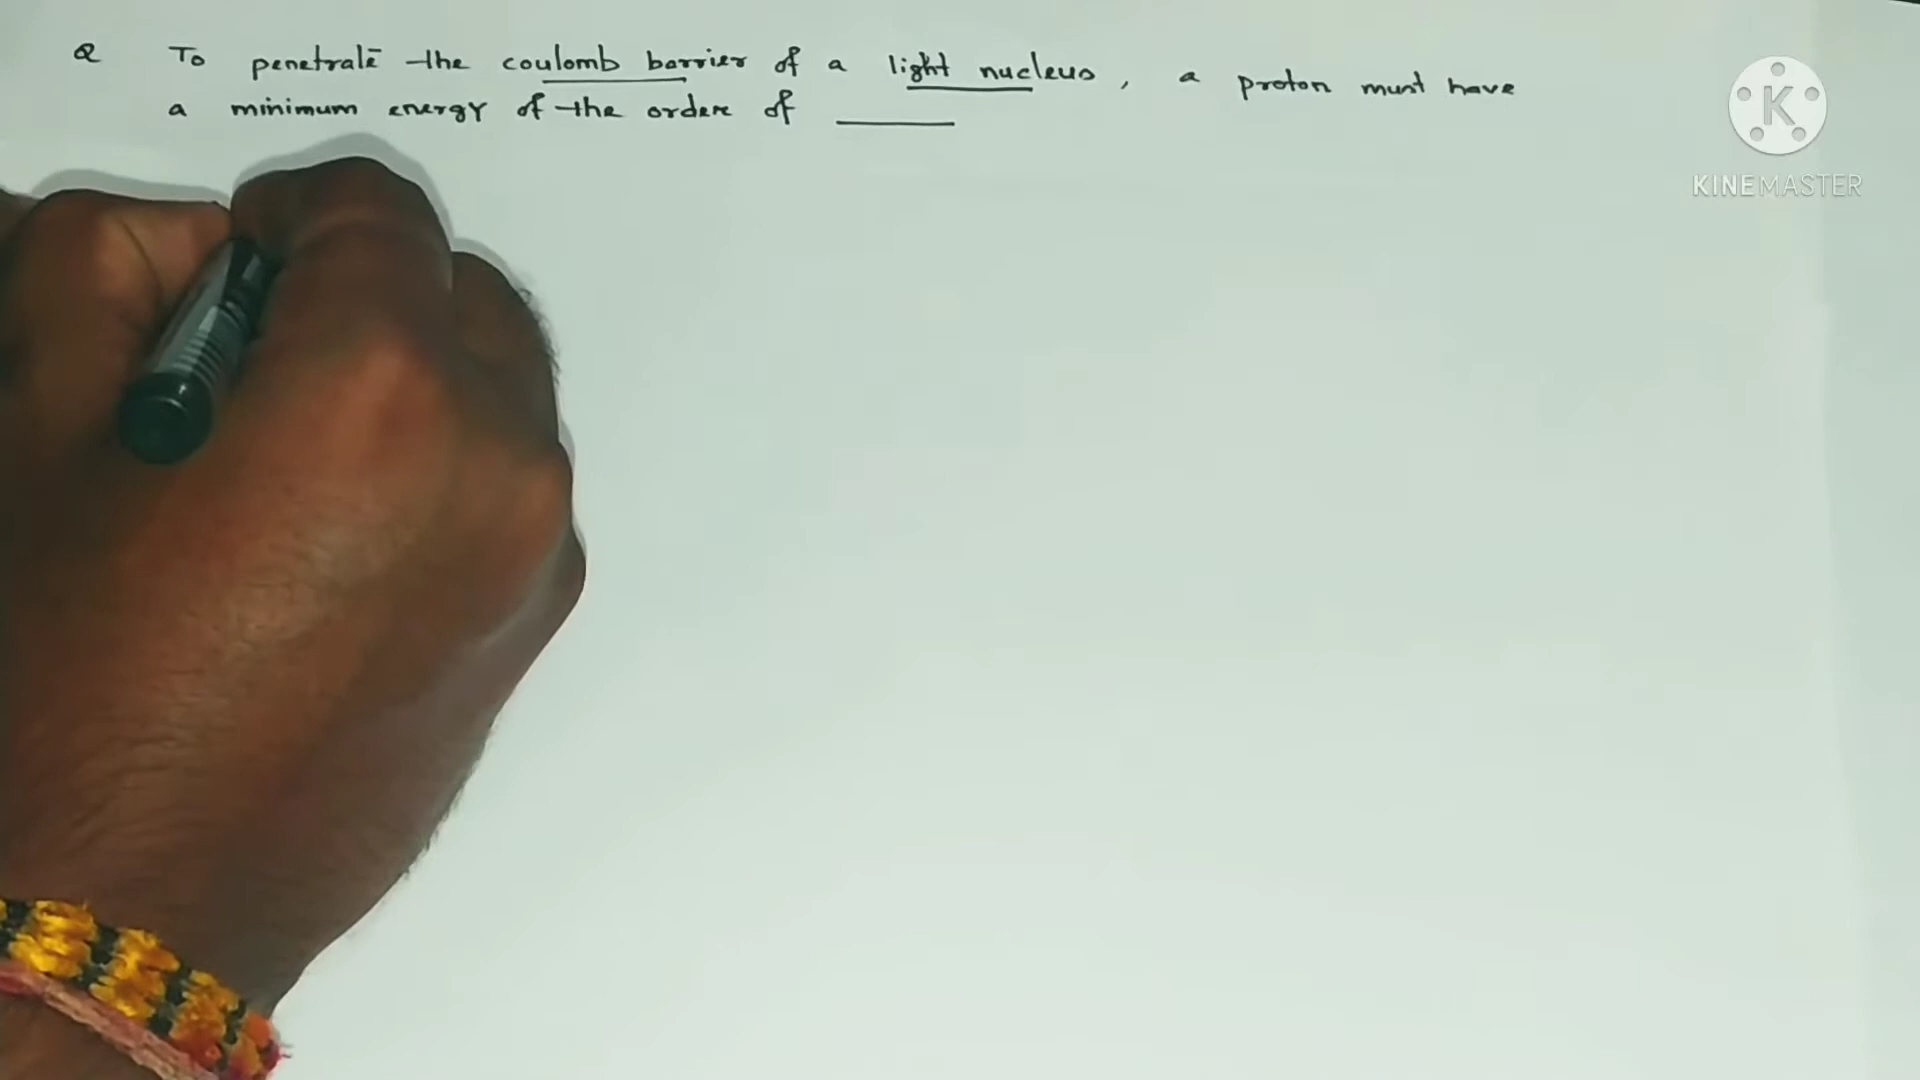 Q To penetrate the coulomb barrier of a light nucleus, a proton must have
a minimum energy of the order of ______
K
KINEMASTER